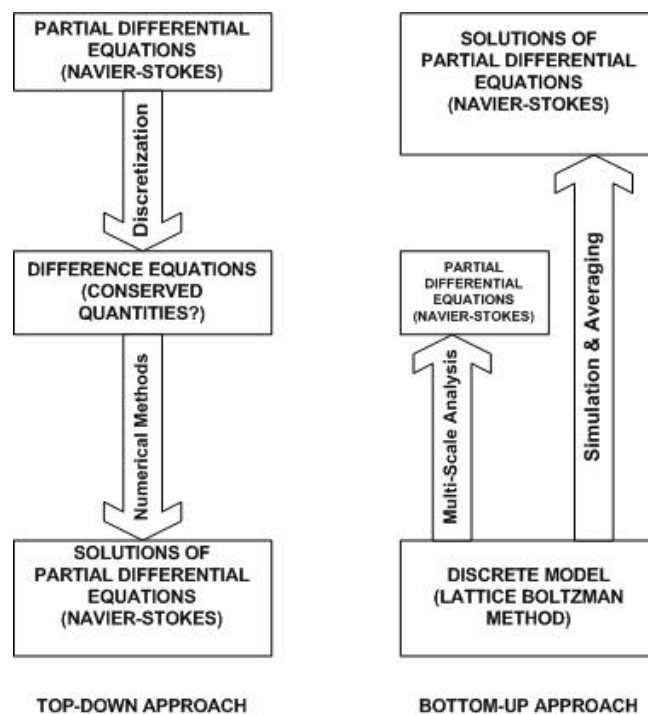 PARTIAL DIFFERENTIAL
EQUATIONS
(NAVIER-STOKES)
Discretization
DIFFERENCE EQUATIONS
(CONSERVED
QUANTITIES?)
Numerical Methods
SOLUTIONS OF
PARTIAL DIFFERENTIAL
EQUATIONS
(NAVIER-STOKES)
TOP-DOWN APPROACH
SOLUTIONS OF
PARTIAL DIFFERENTIAL
EQUATIONS
(NAVIER-STOKES)
PARTIAL
DIFFERENTIAL
EQUATIONS
(NAVIER-STOKES)
Multi-Scale Analysis
Simulation & Averaging
DISCRETE MODEL
(LATTICE BOLTZMAN
METHOD)
BOTTOM-UP APPROACH